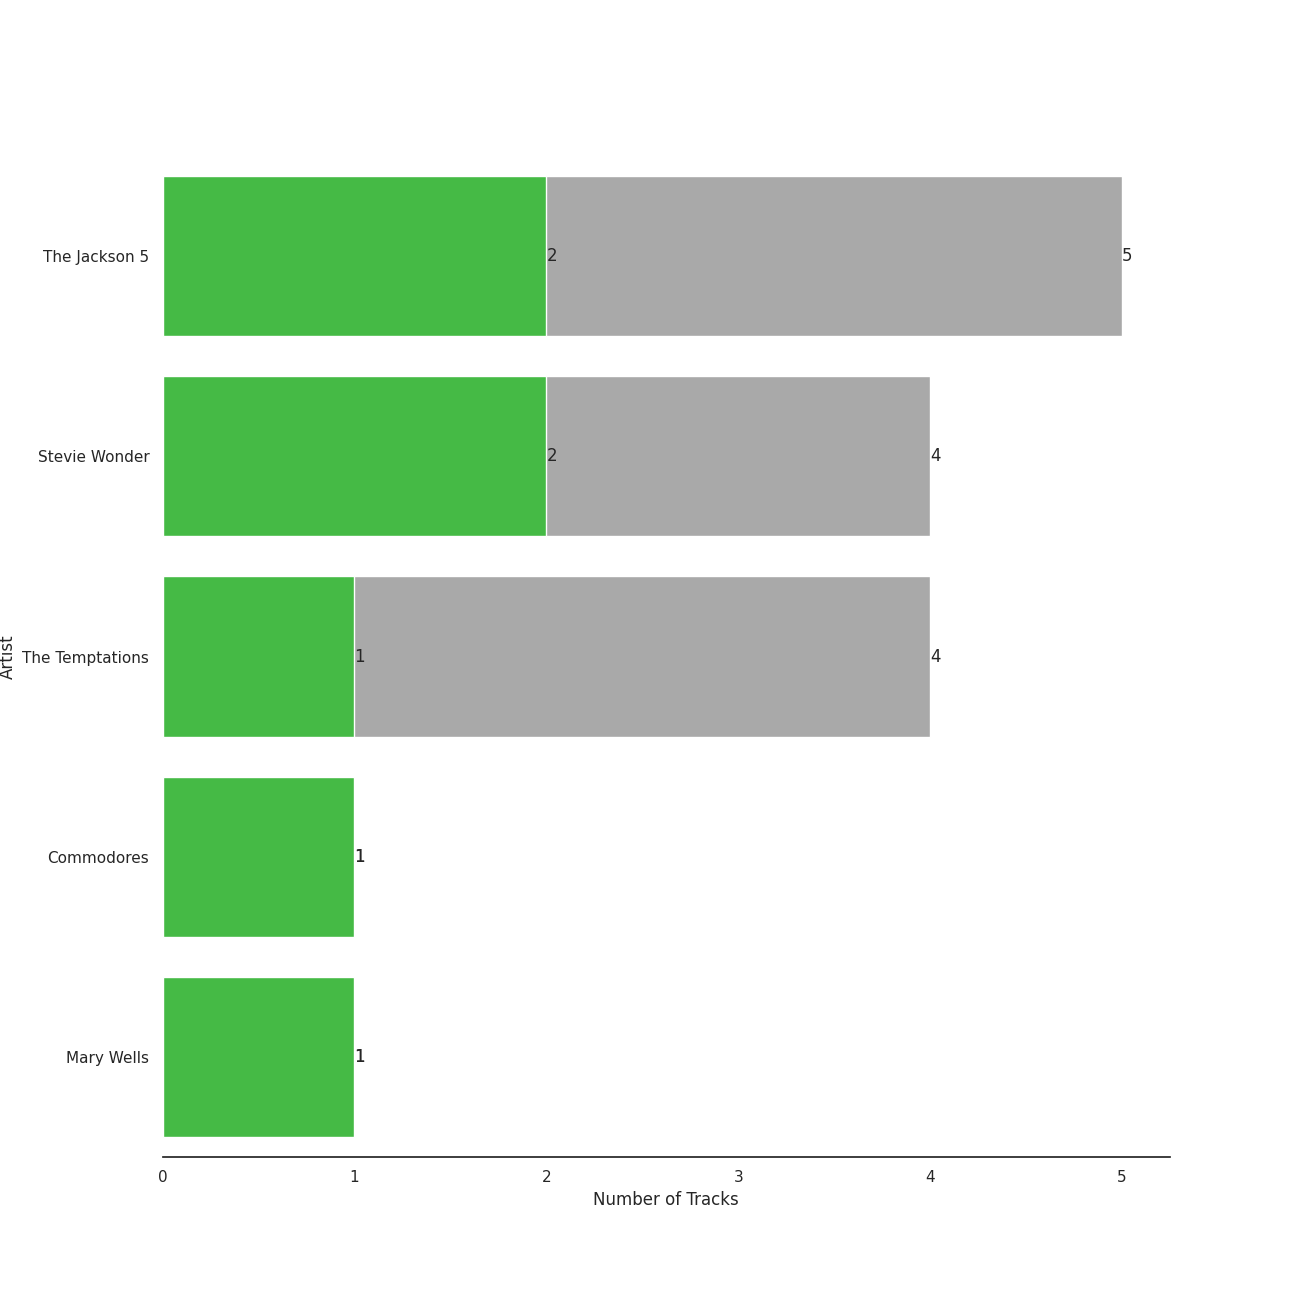 The Jackson 5
2
5
Stevie Wonder
2
4
The Temptations
1
4
Commodores
1
Mary Wells
1
Artist
0 1 2 3 4 5
Number of Tracks